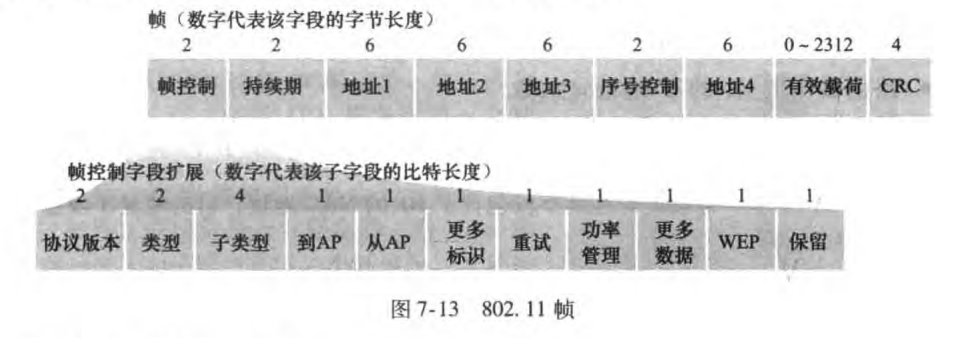 帧（数字代表该字段的字节长度）
2 2 6 6 6 2 6 0~2312 4
帧控制 持续期 地址1 地址2 地址3 序号控制 地址4 有效载荷 CRC
帧控制字段扩展（数字代表该子字段的比特长度）
2 2 4 1 1 1 1 1 1 1 1
协议版本 类型 子类型 到AP 从AP 更多标识 重试 功率管理 更多数据 WEP 保留
图 7-13 802. 11 帧